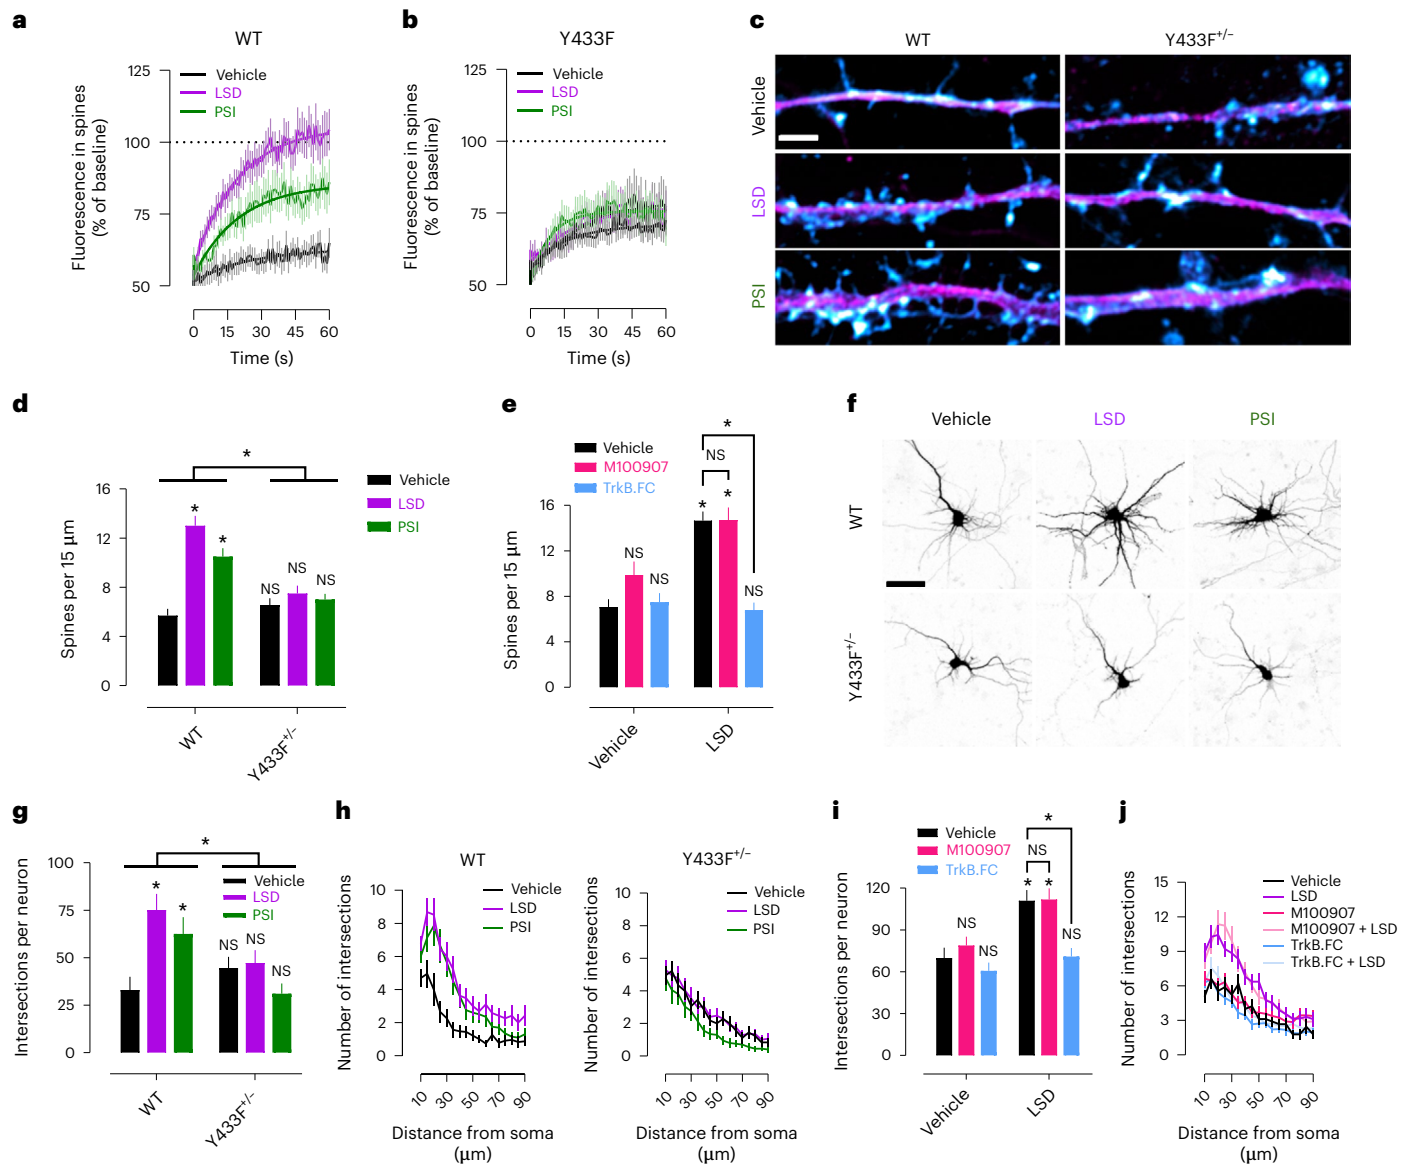 a
WT
Fluorescence in spines
(% of baseline)
125
100
75
50
Vehicle
LSD
PSI
0 15 30 45 60
Time (s)
b
Y433F
Fluorescence in spines
(% of baseline)
125
100
75
50
Vehicle
LSD
PSI
0 15 30 45 60
Time (s)
c
WT
Y433F+/−
Vehicle
LSD
PSI
d
Spines per 15 µm
16
12
8
4
0
*
* *
NS NS NS
Vehicle
LSD
PSI
WT
Y433F+/−
e
Vehicle
M100907
TrkB.FC
Spines per 15 µm
16
12
8
4
0
*
NS
NS NS
* *
NS
Vehicle
LSD
f
Vehicle
LSD
PSI
WT
Y433F+/−
g
Intersections per neuron
100
75
50
25
0
*
* *
NS NS NS
Vehicle
LSD
PSI
WT
Y433F+/−
h
WT
Number of intersections
10
8
6
4
2
0
Vehicle
LSD
PSI
10 30 50 70 90
Distance from soma
(µm)
Y433F+/−
Number of intersections
10
8
6
4
2
0
Vehicle
LSD
PSI
10 30 50 70 90
Distance from soma
(µm)
i
Vehicle
M100907
TrkB.FC
Intersections per neuron
120
90
60
30
0
*
NS
NS NS
* *
NS
Vehicle
LSD
j
Number of intersections
15
12
9
6
3
0
Vehicle
LSD
M100907
M100907 + LSD
TrkB.FC
TrkB.FC + LSD
10 30 50 70 90
Distance from soma
(µm)